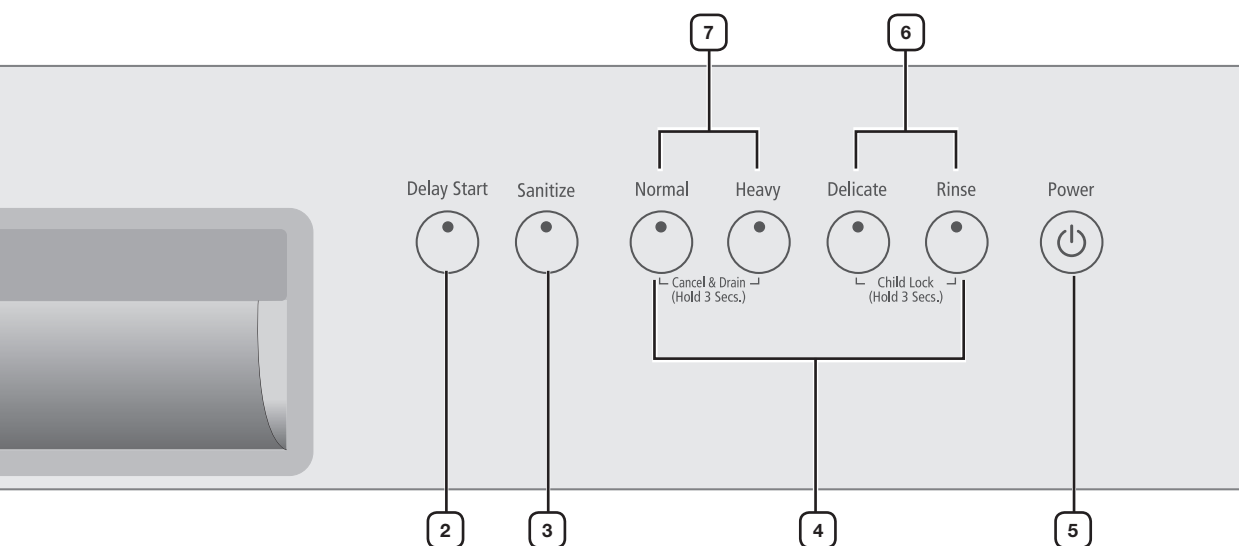 7 6
Delay Start Sanitize Normal Heavy Delicate Rinse Power
Cancel & Drain Child Lock
(Hold 3 Secs.) (Hold 3 Secs.)
2 3 4 5